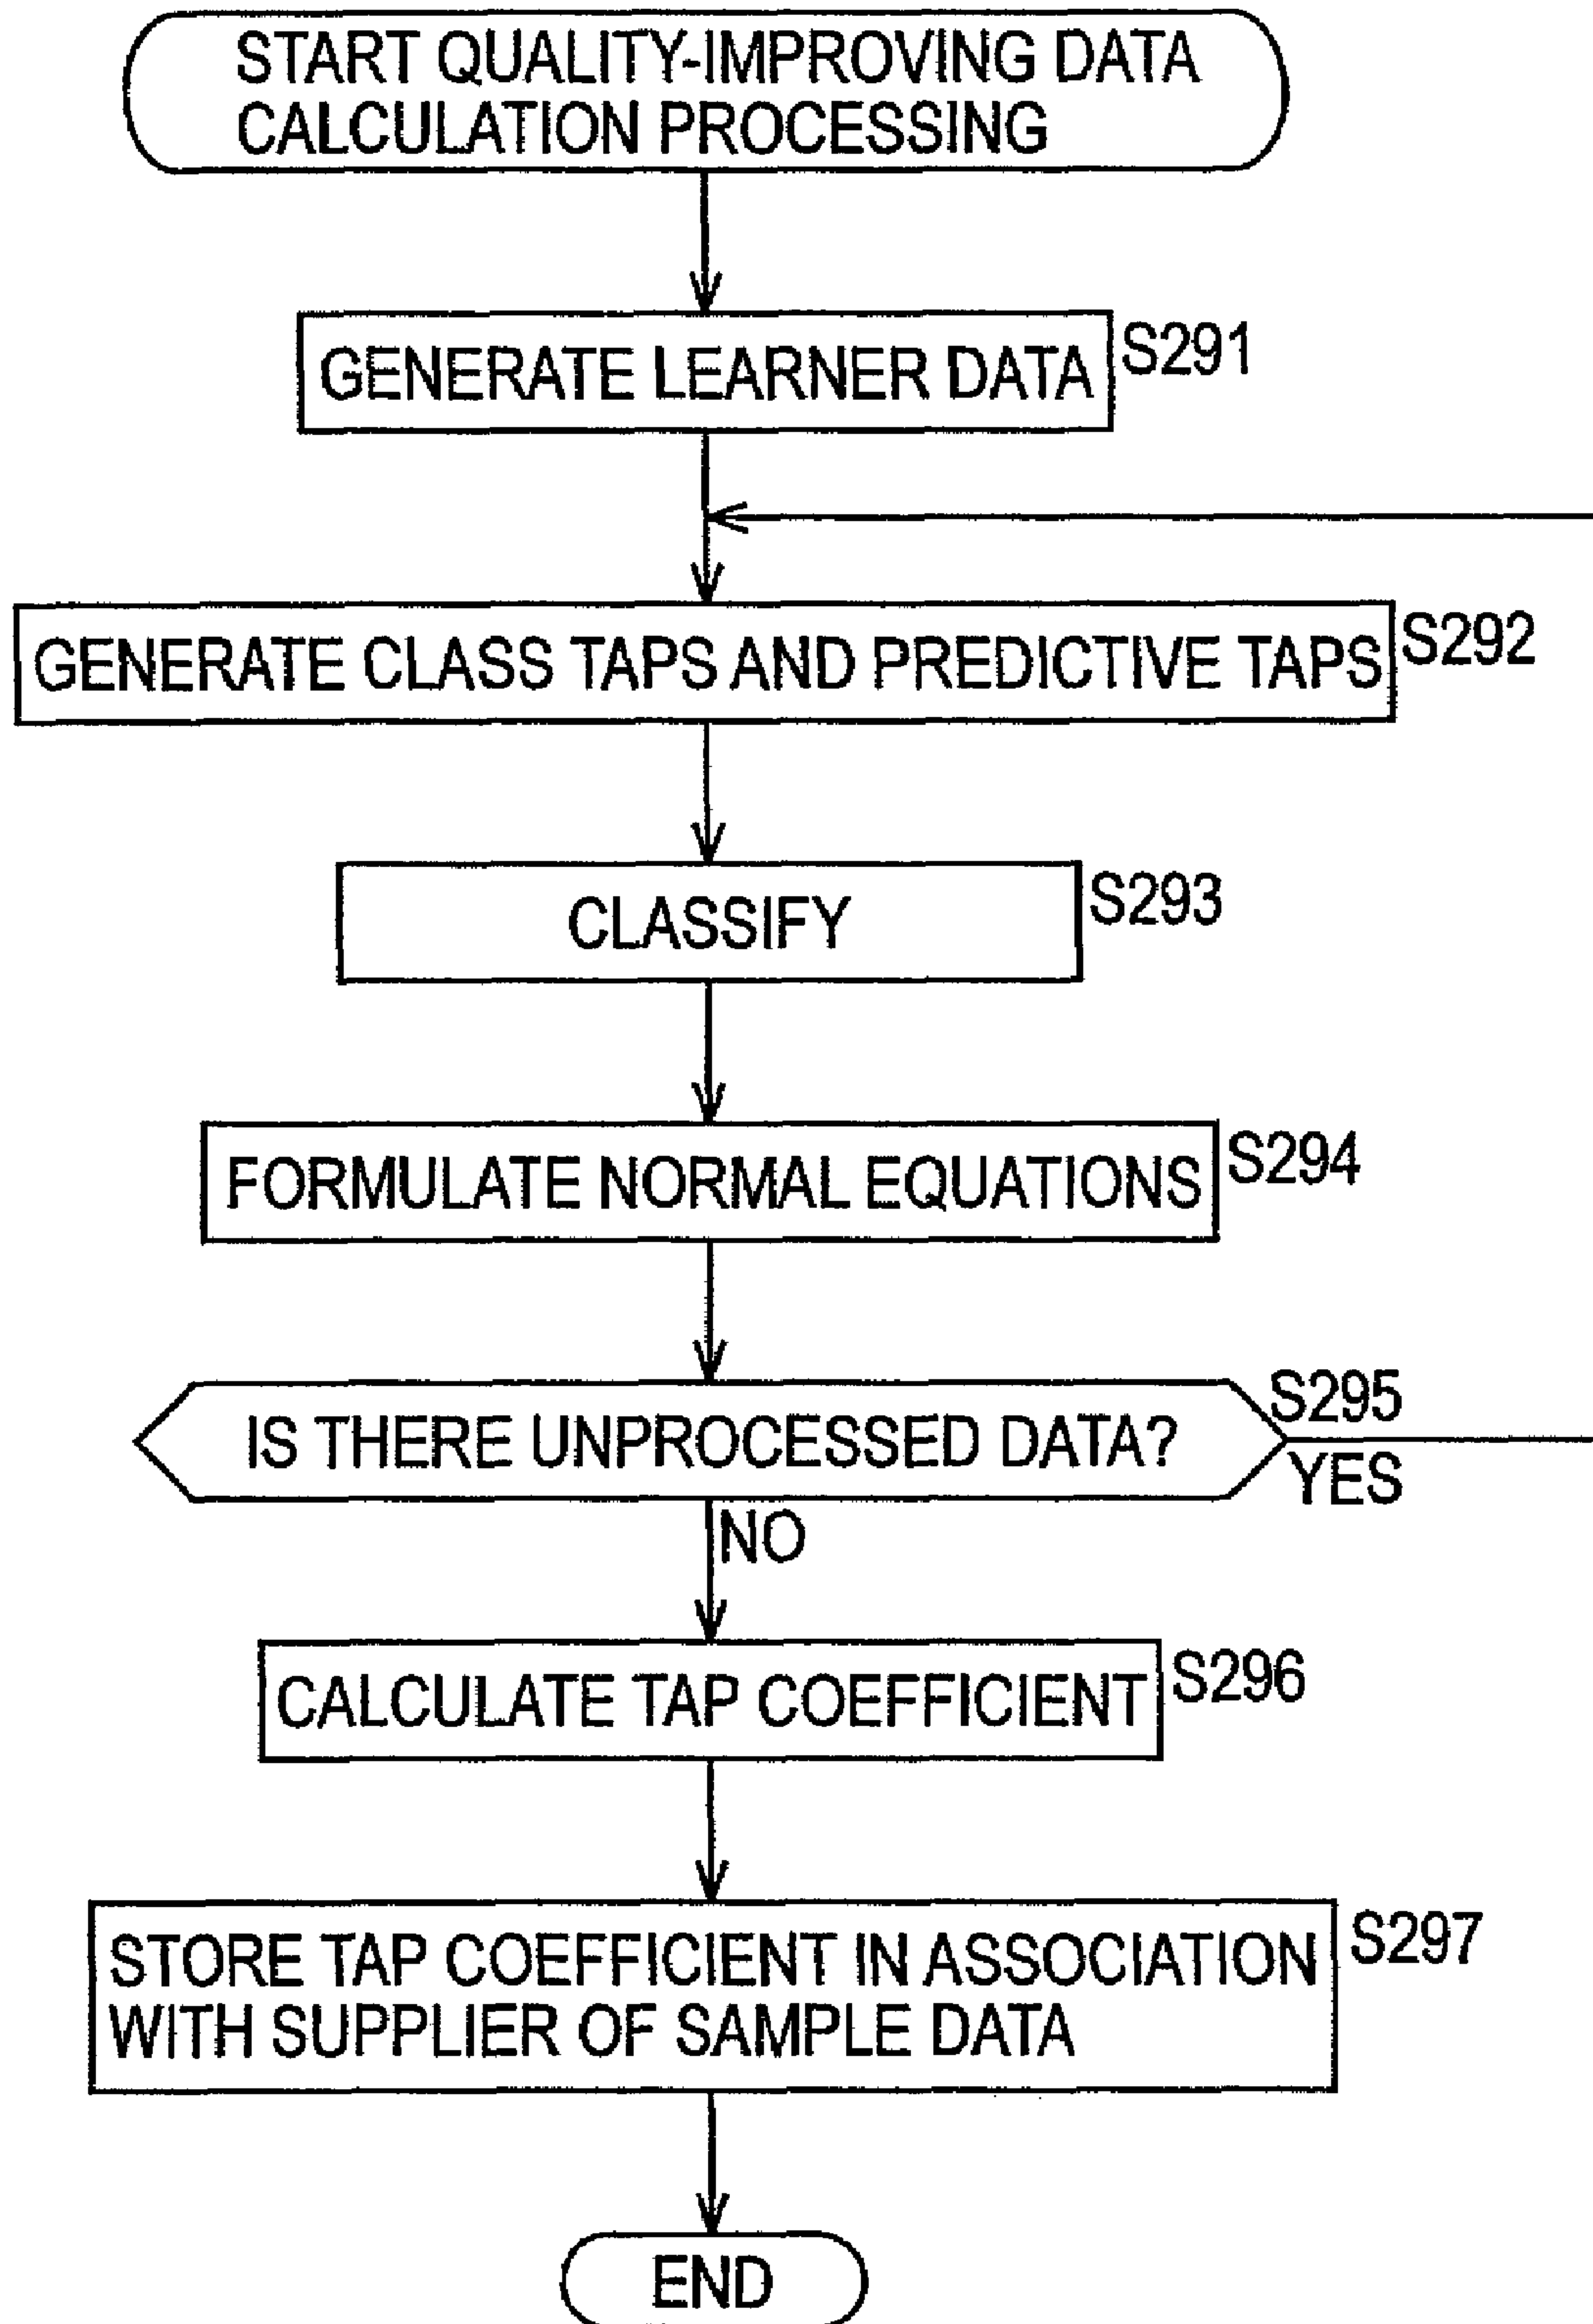 START QUALITY-IMPROVING DATA
CALCULATION PROCESSING
GENERATE LEARNER DATA
S291
GENERATE CLASS TAPS AND PREDICTIVE TAPS
S292
CLASSIFY
S293
FORMULATE NORMAL EQUATIONS
S294
IS THERE UNPROCESSED DATA?
S295
YES
NO
CALCULATE TAP COEFFICIENT
S296
STORE TAP COEFFICIENT IN ASSOCIATION
WITH SUPPLIER OF SAMPLE DATA
S297
END